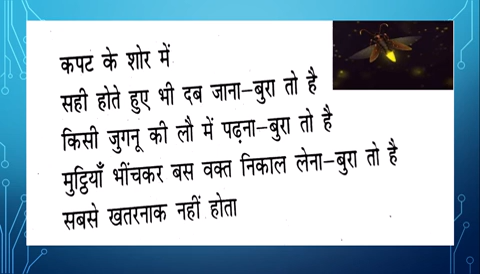 कपट के शोर में
सही होते हुए भी दब जाना-बुरा तो है
किसी जुगनू की लौ में पढ़ना-बुरा तो है
मुट्ठियाँ भींचकर बस वक्त निकाल लेना-बुरा तो है
सबसे खतरनाक नहीं होता